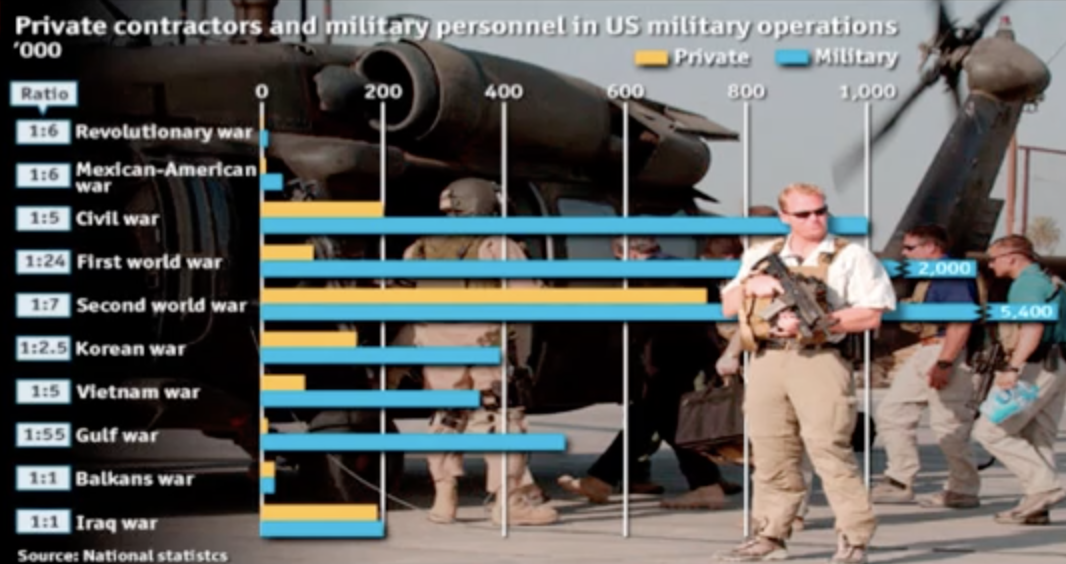 Private contractors and military personnel in US military operations
'000
Private Military
Ratio
0 200 400 600 800 1,000
1:6 Revolutionary war
1:6 Mexican-American
war
1:5 Civil war
1:24 First world war 2,000
1:7 Second world war 5,400
1:2.5 Korean war
1:5 Vietnam war
1:55 Gulf war
1:1 Balkans war
1:1 Iraq war
Source: National statistcs